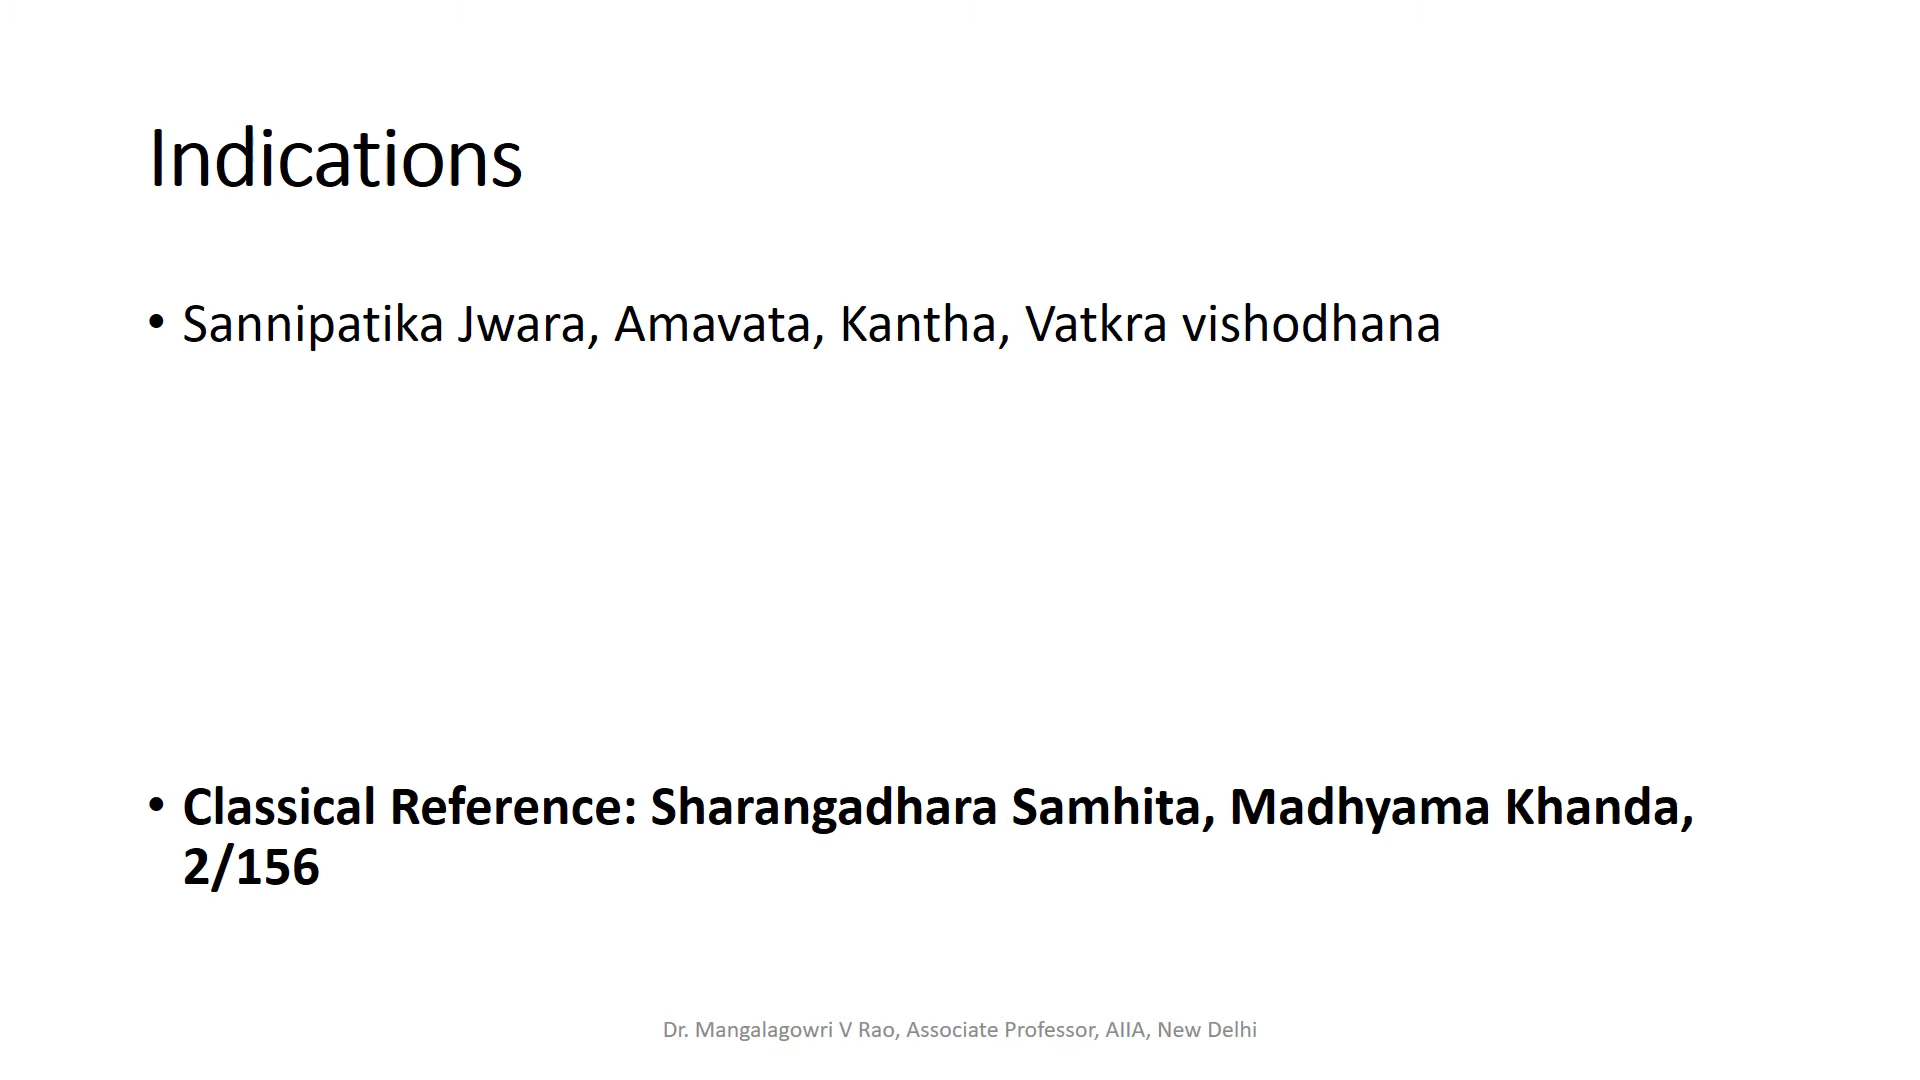 Indications
• Sannipatika Jwara, Amavata, Kantha, Vatkra vishodhana
• Classical Reference: Sharangadhara Samhita, Madhyama Khanda,
2/156
Dr. Mangalagowri V Rao, Associate Professor, AIIA, New Delhi